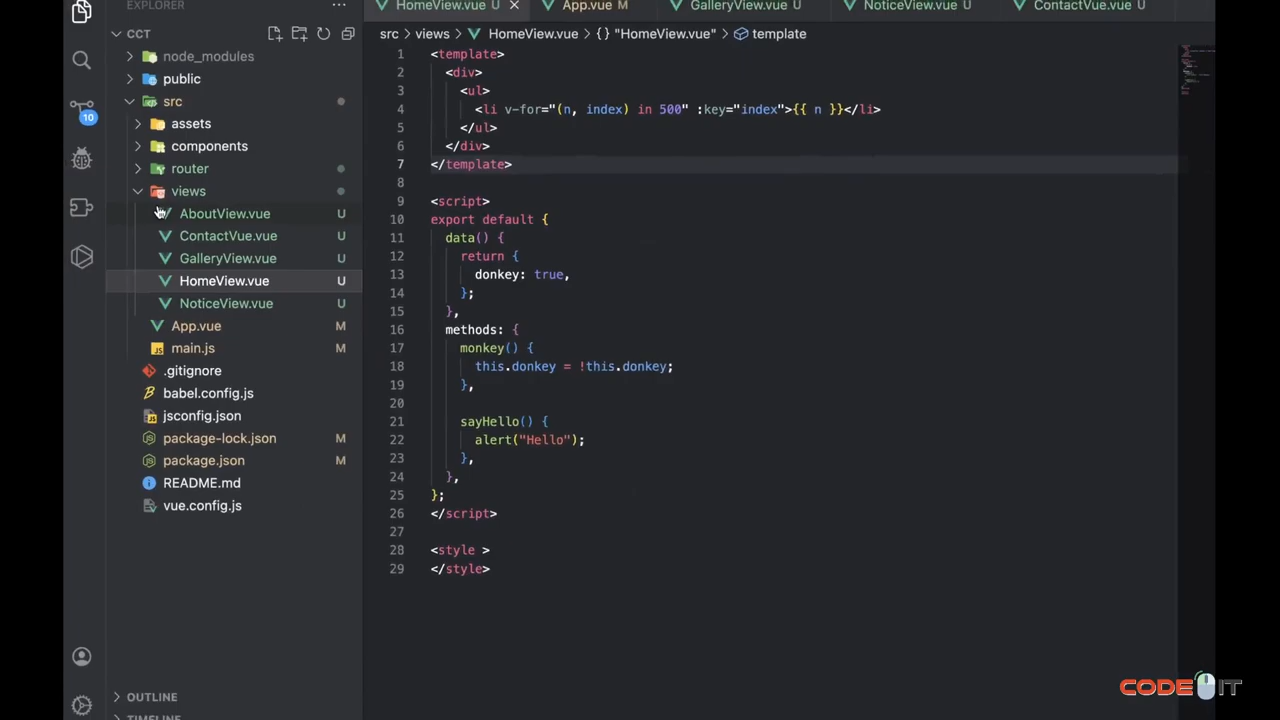 EXPLORER ...
CCT
node_modules
public
src
assets
components
router
views
AboutView.vue U
ContactVue.vue U
GalleryView.vue U
HomeView.vue U
NoticeView.vue U
App.vue M
main.js M
.gitignore
babel.config.js
jsconfig.json
package-lock.json M
package.json M
README.md
vue.config.js
OUTLINE
TIMELINE
10
HomeView.vue U × App.vue M GalleryView.vue U NoticeView.vue U ContactVue.vue U
src > views > HomeView.vue > {} "HomeView.vue" > template
1 <template>
2 <div>
3 <ul>
4 <li v-for="(n, index) in 500" :key="index">{{ n }}</li>
5 </ul>
6 </div>
7 </template>
8
9 <script>
10 export default {
11 data() {
12 return {
13 donkey: true,
14 };
15 },
16 methods: {
17 monkey() {
18 this.donkey = !this.donkey;
19 },
20
21 sayHello() {
22 alert("Hello");
23 },
24 },
25 };
26 </script>
27
28 <style >
29 </style>
CODE IT